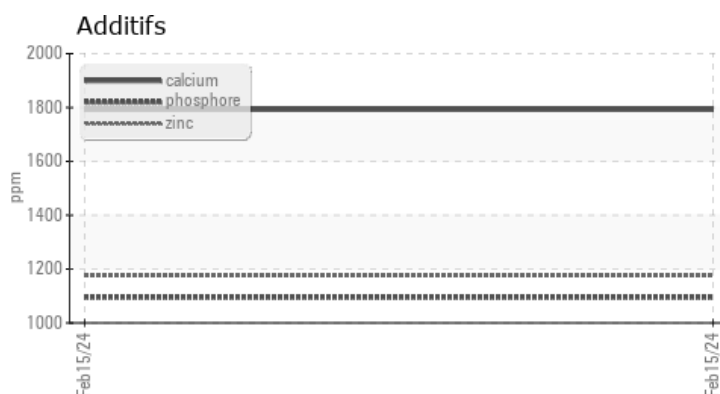 Additifs
2000
calcium
phosphore
zinc
1800
1600
1400
1200
1000
ppm
Feb15/24
Feb15/24